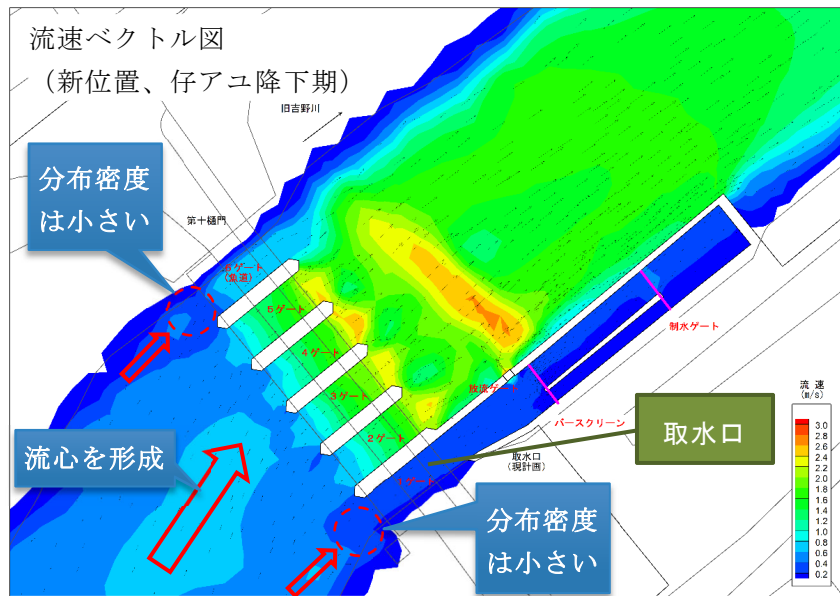 流速ベクトル図
（新位置、仔アユ降下期）
旧吉野川
分布密度
は小さい
第十樋門
6ゲート
(魚道)
5ゲート
4ゲート
3ゲート
2ゲート
1ゲート
放流ゲート
制水ゲート
バースクリーン
取水口
取水口
(現計画)
流心を形成
分布密度
は小さい
流 速
(m/s)
3.0
2.8
2.6
2.4
2.2
2.0
1.8
1.6
1.4
1.2
1.0
0.8
0.6
0.4
0.2